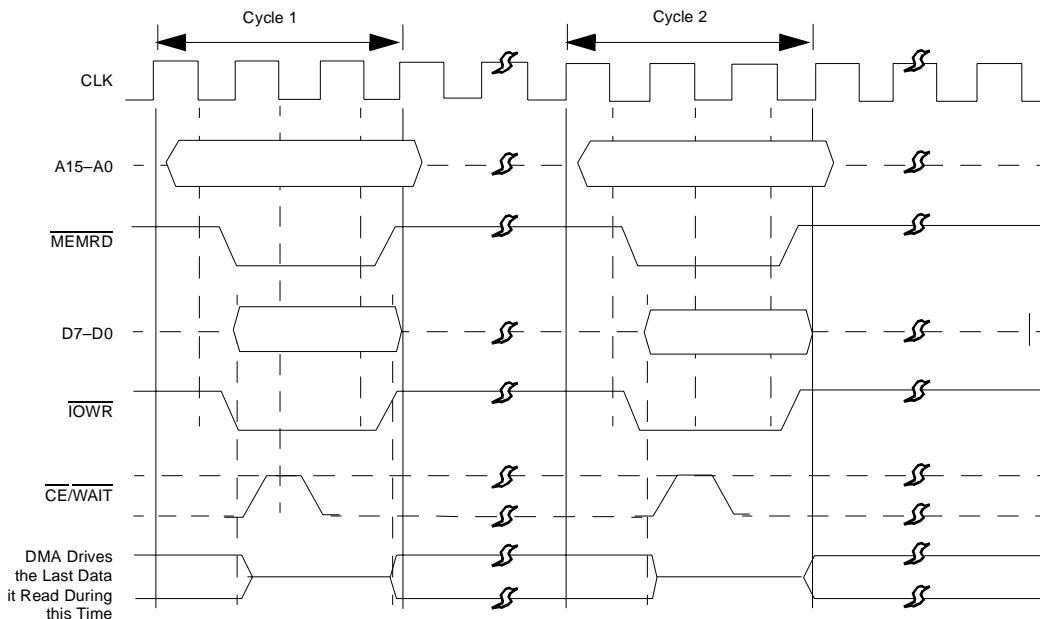 Cycle 1
Cycle 2
CLK
A15–A0
MEMRD
D7–D0
IOWR
CE/WAIT
DMA Drives
the Last Data
it Read During
this Time